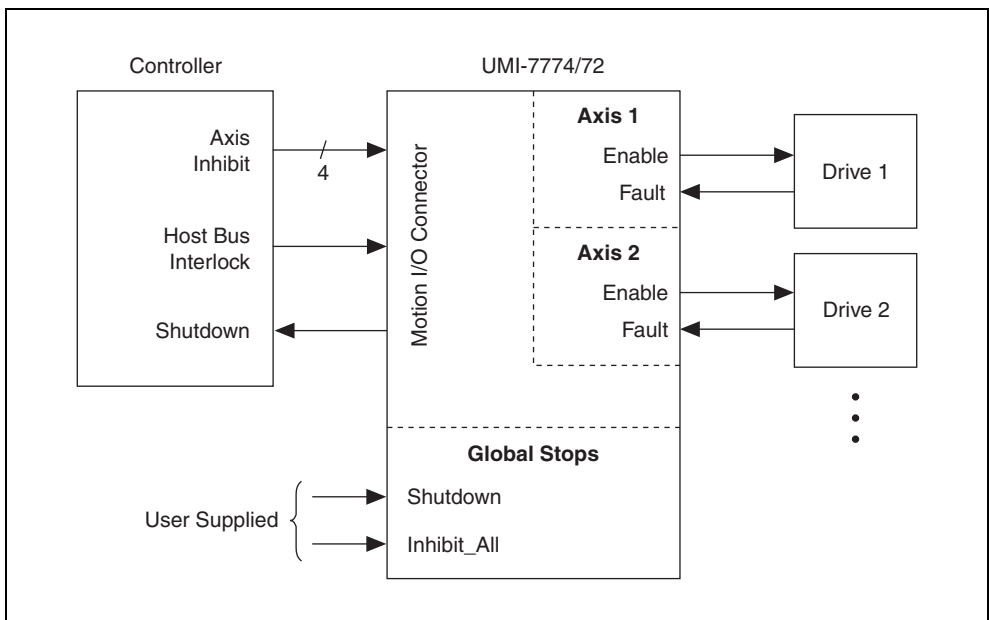 Controller
UMI-7774/72
Axis
Inhibit
4
Host Bus
Interlock
Shutdown
Motion I/O Connector
Axis 1
Enable
Fault
Drive 1
Axis 2
Enable
Fault
Drive 2
Global Stops
User Supplied
Shutdown
Inhibit_All